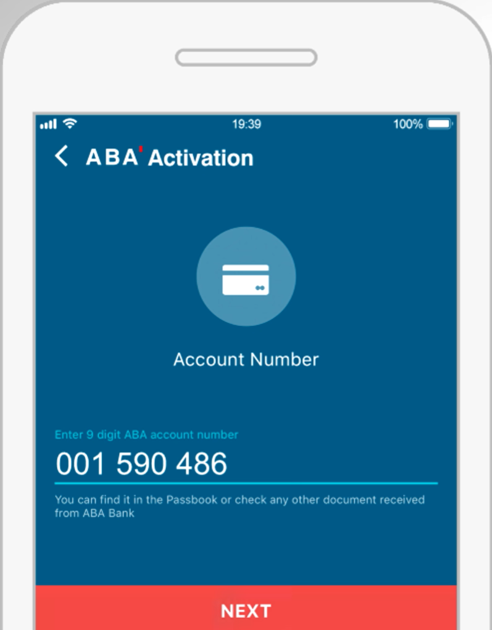 19:39
100%
ABA' Activation
Account Number
Enter 9 digit ABA account number
001 590 486
You can find it in the Passbook or check any other document received
from ABA Bank
NEXT